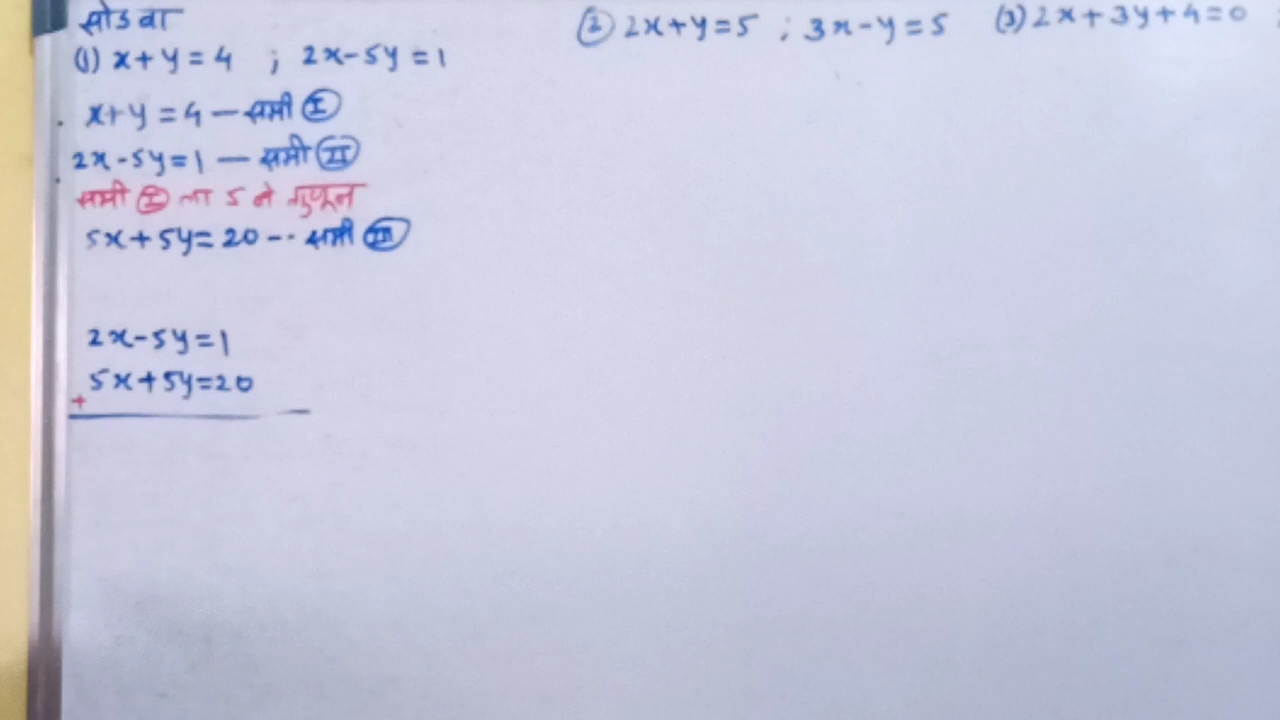 सोडवा
(1) x + y = 4 ; 2x - 5y = 1
x + y = 4 — समी Ⓘ
2x - 5y = 1 — समी (II)
समी Ⓘ ला 5 ने गुणून
5x + 5y = 20 -- समी (III)
2x - 5y = 1
5x + 5y = 20
+
② 2x + y = 5 ; 3x - y = 5
(3) 2x + 3y + 4 = 0